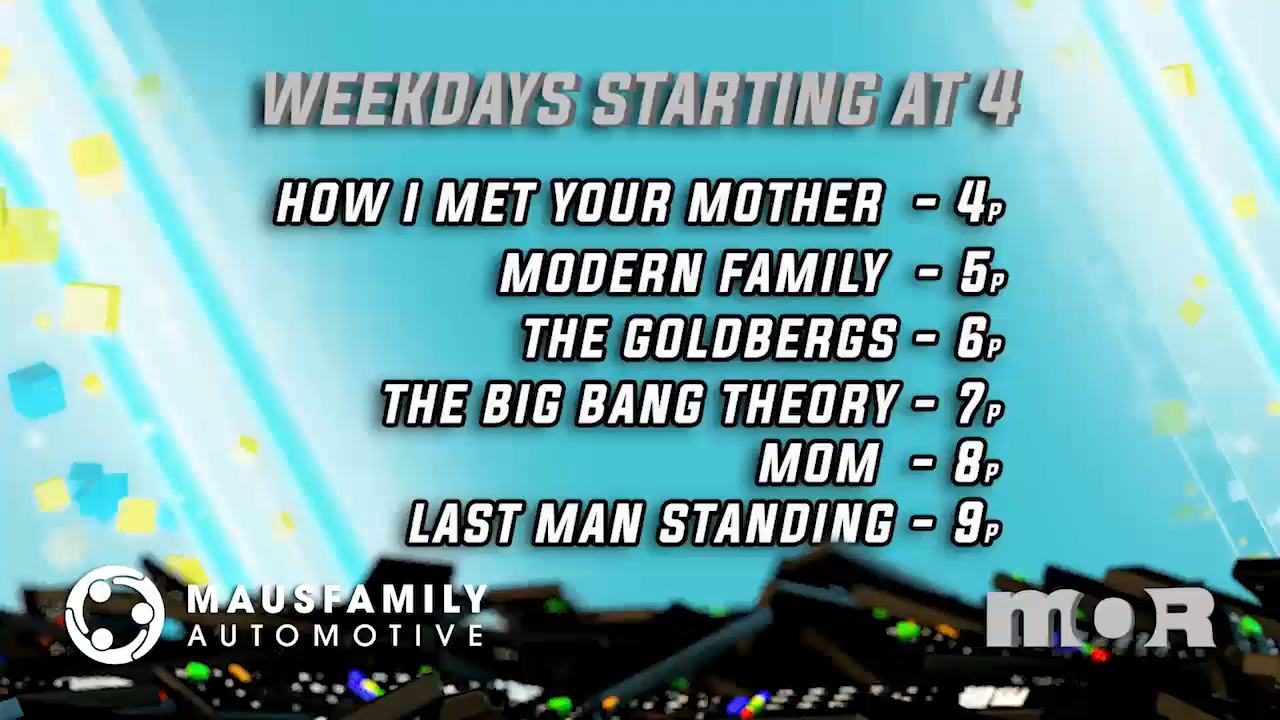 WEEKDAYS STARTING AT 4
HOW I MET YOUR MOTHER - 4P
MODERN FAMILY - 5P
THE GOLDBERGS - 6P
THE BIG BANG THEORY - 7P
MOM - 8P
LAST MAN STANDING - 9P
MAUSFAMILY
AUTOMOTIVE
moR